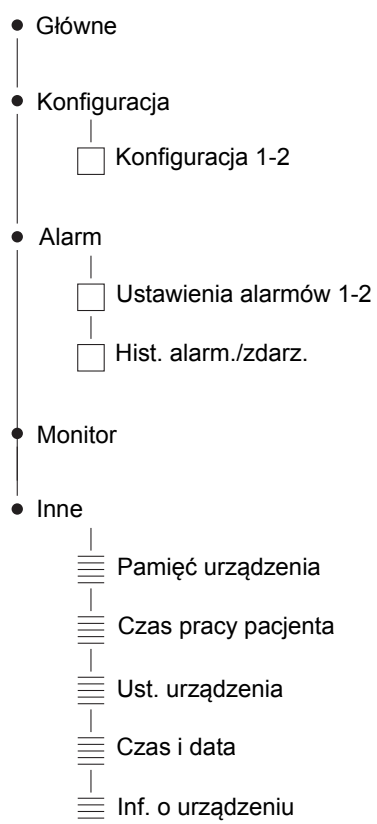 Główne
Konfiguracja
Konfiguracja 1-2
Alarm
Ustawienia alarmów 1-2
Hist. alarm./zdarz.
Monitor
Inne
Pamięć urządzenia
Czas pracy pacjenta
Ust. urządzenia
Czas i data
Inf. o urządzeniu